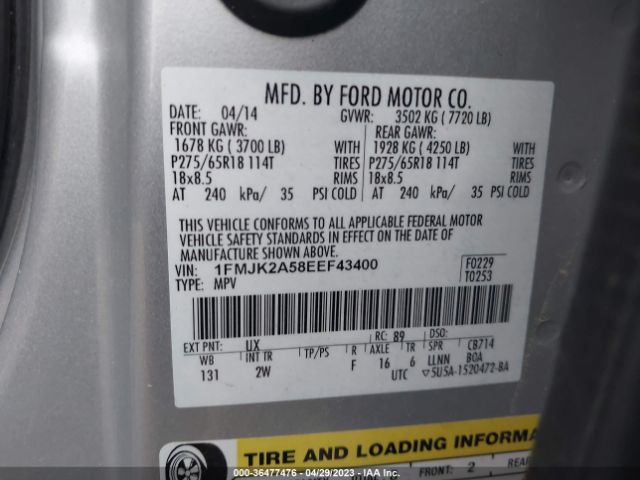 MFD. BY FORD MOTOR CO.
DATE: 04/14 GVWR: 3502 KG ( 7720 LB)
FRONT GAWR: REAR GAWR:
1678 KG ( 3700 LB) WITH 1928 KG ( 4250 LB) WITH
P275/65R18 114T TIRES P275/65R18 114T TIRES
18x8.5 RIMS 18x8.5 RIMS
AT 240 kPa/ 35 PSI COLD AT 240 kPa/ 35 PSI COLD
THIS VEHICLE CONFORMS TO ALL APPLICABLE FEDERAL MOTOR
VEHICLE SAFETY STANDARDS IN EFFECT ON THE DATE OF
MANUFACTURE SHOWN ABOVE.
VIN: 1FMJK2A58EEF43400 F0229
TYPE: MPV T0253
EXT PNT: UX RC: 89 DSO:
WB INT TR TP/PS R AXLE TR SPR C8714
131 2W F 16 6 LLNN BOA
UTC ▽5U5A-1520472-BA
TIRE AND LOADING INFORMA
FRONT: 2 REAR
000-36477476 - 04/29/2023 - IAA Inc.